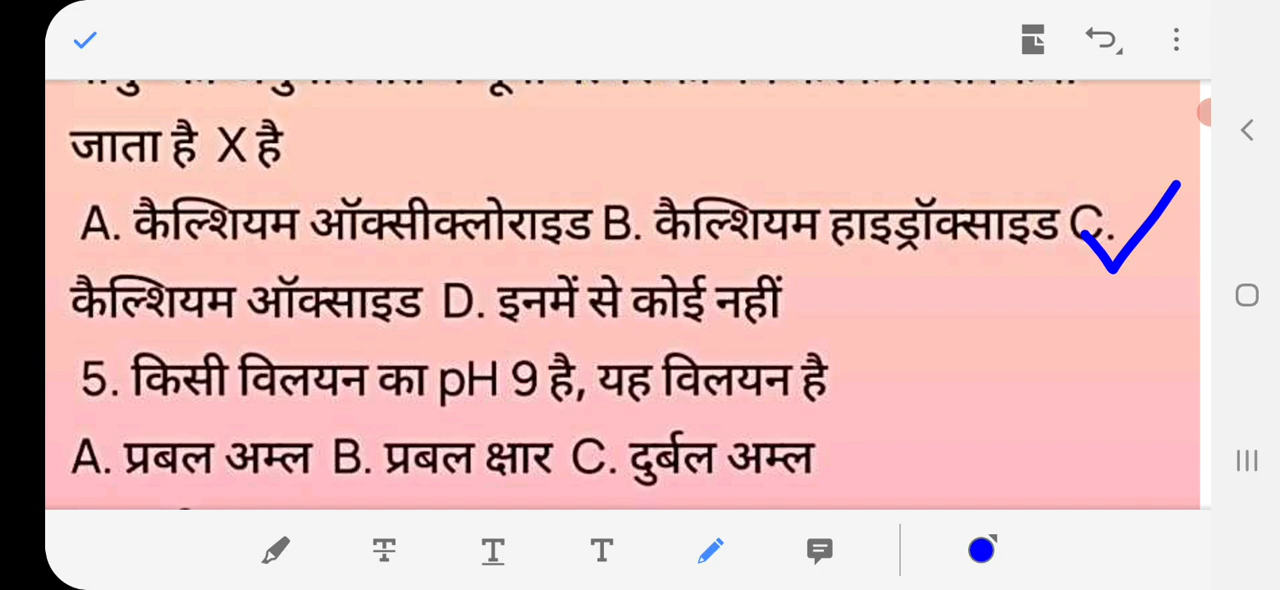 जाता है X है
A. कैल्शियम ऑक्सीक्लोराइड B. कैल्शियम हाइड्रॉक्साइड C.
कैल्शियम ऑक्साइड D. इनमें से कोई नहीं
5. किसी विलयन का pH 9 है, यह विलयन है
A. प्रबल अम्ल B. प्रबल क्षार C. दुर्बल अम्ल